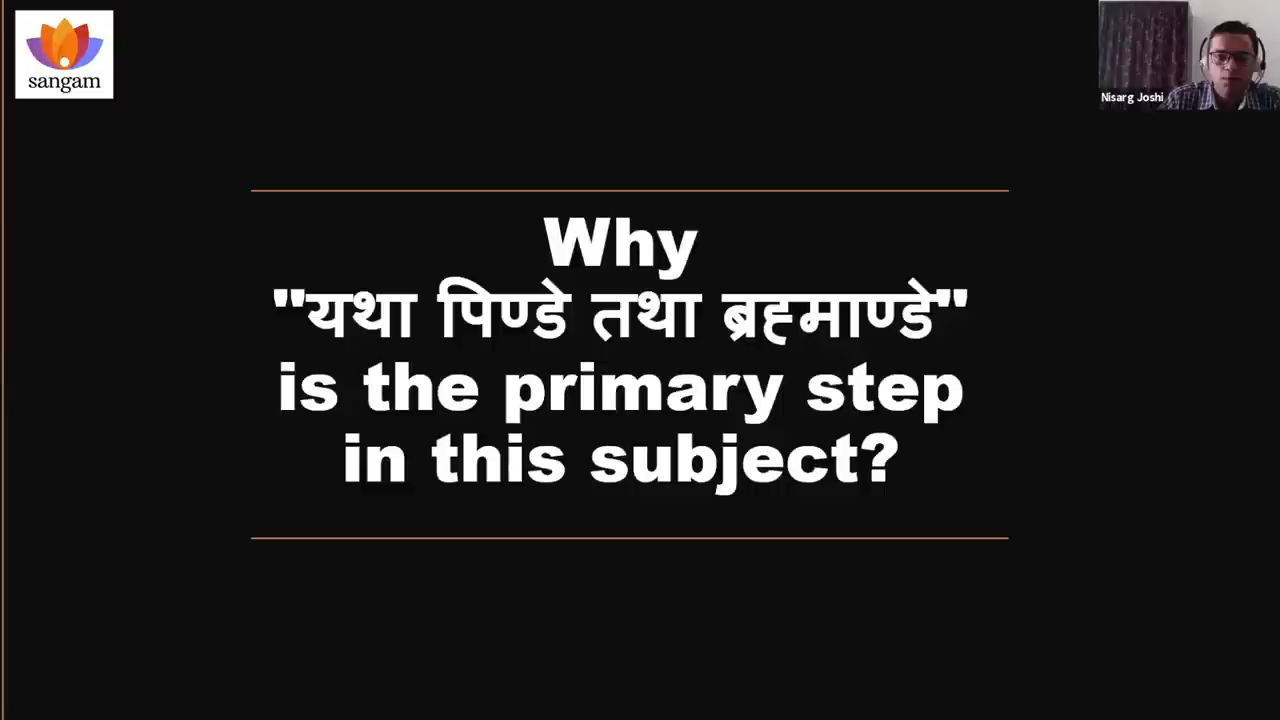 sangam
Nisarg Joshi
Why
"यथा पिण्डे तथा ब्रह्माण्डे"
is the primary step
in this subject?